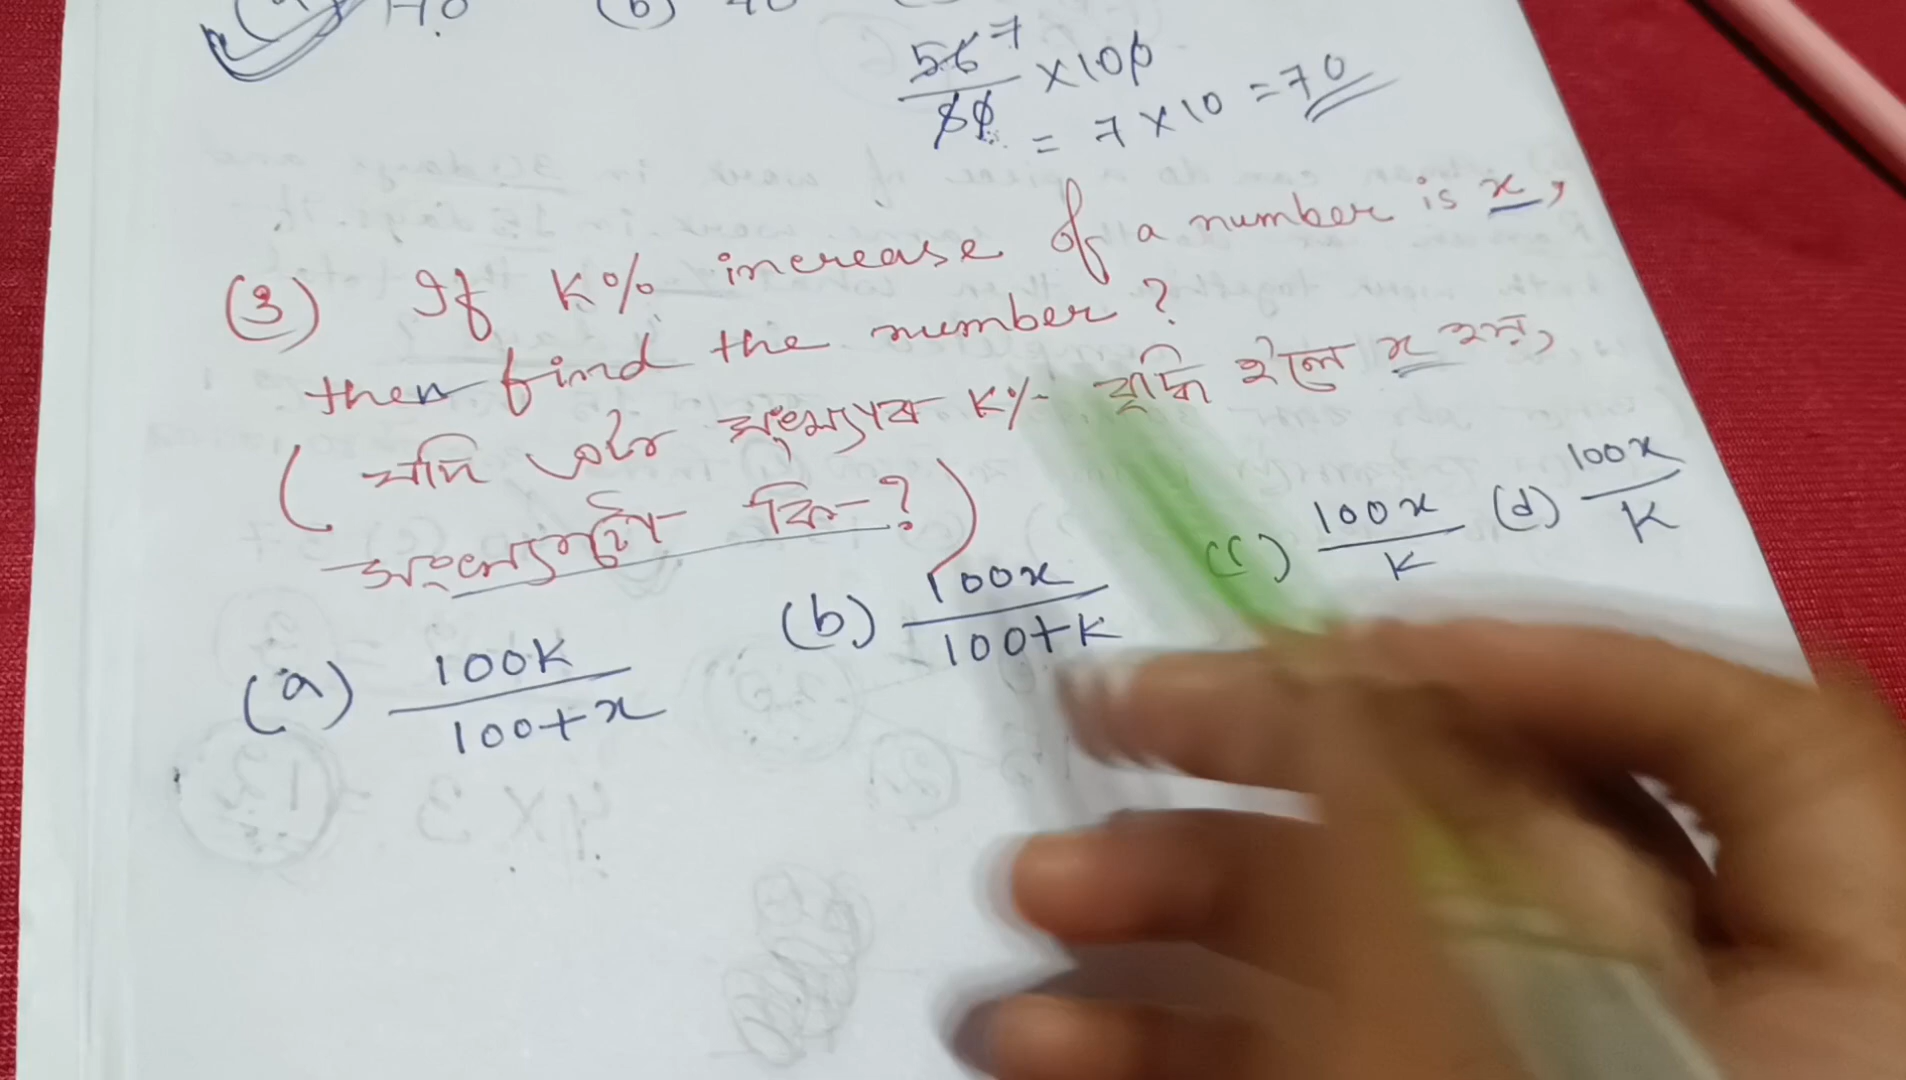 (b)
56 7
80 × 100
= 7 × 10 = 70
(3) If K% increase of a number is x,
then find the number?
( যদি কোন সংখ্যাক K% বৃদ্ধি হলে x হয়,
সংখ্যাটি কি-? )
(a) 100K / 100+x (b) 100x / 100+K (c) 100x / K (d) 100x / K